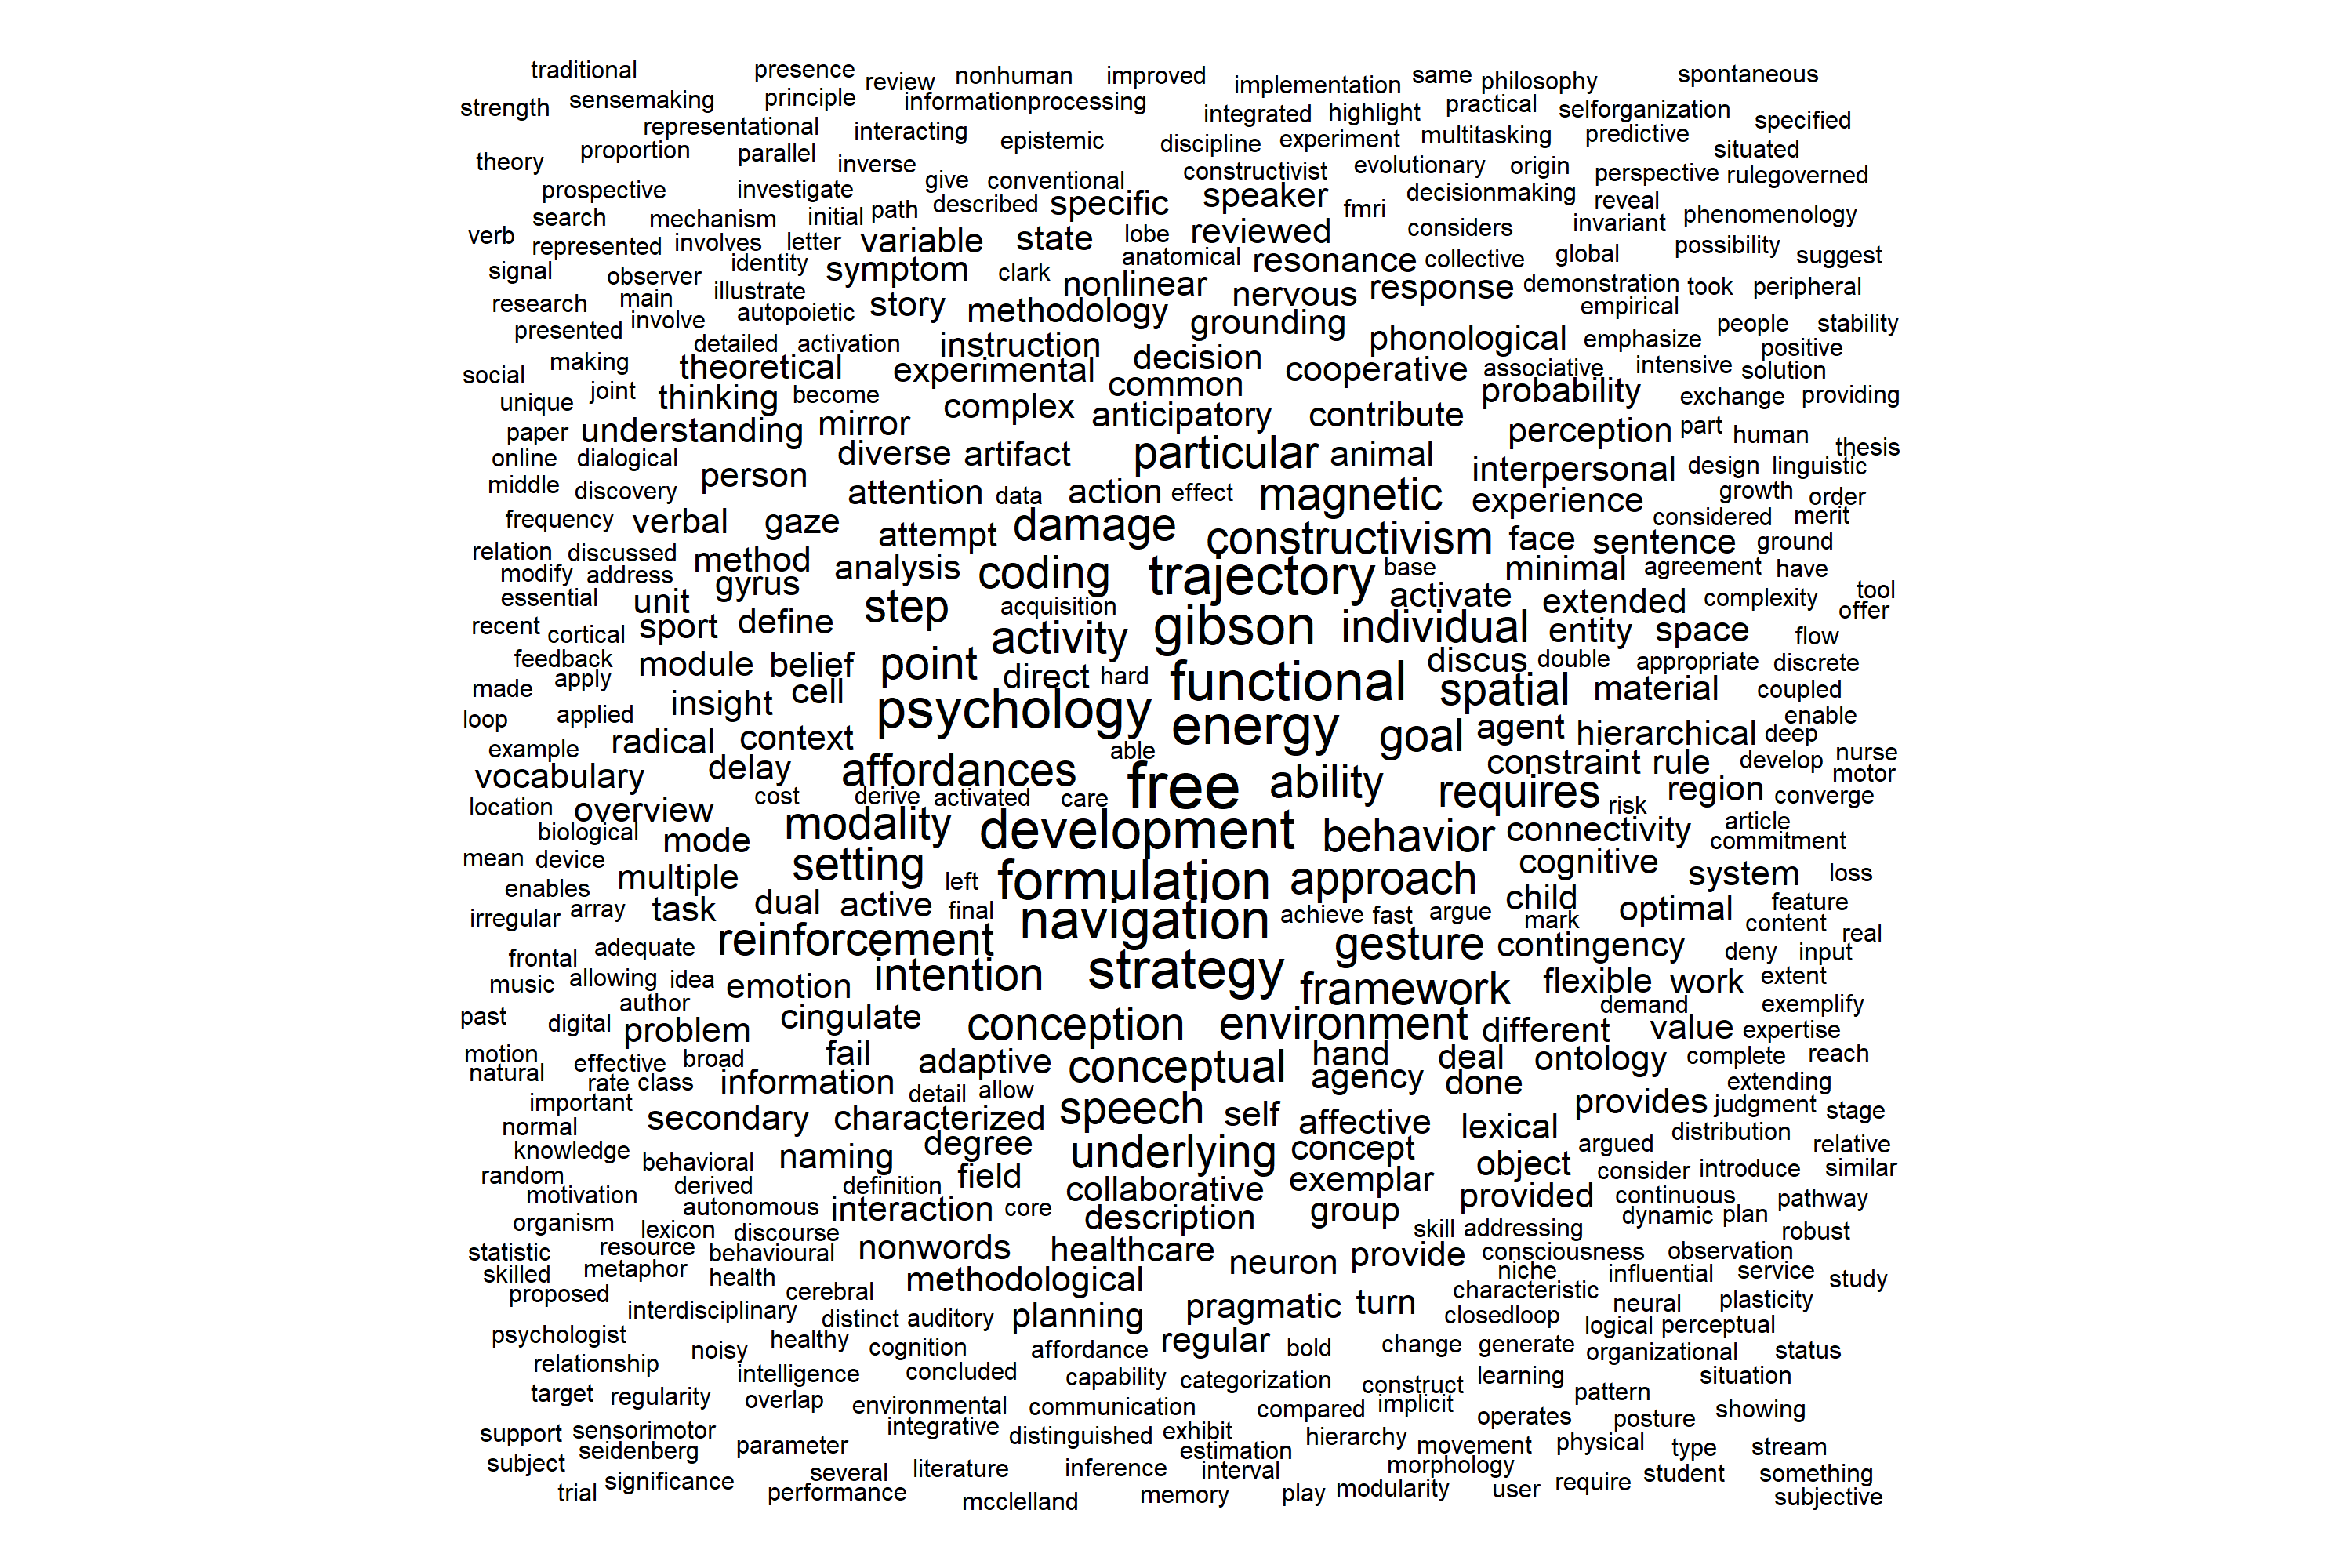 traditional presence review nonhuman improved implementation same philosophy spontaneous
strength sensemaking principle informationprocessing integrated highlight practical selforganization specified
representational interacting epistemic discipline experiment multitasking predictive situated
theory proportion parallel inverse constructivist evolutionary origin perspective rulegoverned
prospective investigate give conventional decisionmaking reveal
search mechanism initial path described specific speaker fmri invariant phenomenology
verb represented involves letter variable state lobe reviewed considers possibility
signal observer identity symptom clark anatomical resonance collective global suggest
research main illustrate nonlinear nervous response demonstration took peripheral
presented involve autopoietic story methodology grounding empirical people stability
detailed activation instruction decision phonological emphasize positive
social making theoretical experimental common cooperative associative intensive solution
unique joint thinking become complex anticipatory contribute probability exchange providing
paper understanding mirror perception part human thesis
online dialogical person diverse artifact particular animal interpersonal design linguistic
middle discovery attention data action effect magnetic experience growth order
frequency verbal gaze attempt damage constructivism face sentence considered merit ground
relation discussed method analysis coding trajectory base minimal agreement have
modify address gyrus activate extended complexity tool
essential unit step acquisition offer
recent cortical sport define activity gibson individual entity space flow
feedback module belief point direct hard functional discus double appropriate discrete
made apply insight cell spatial material coupled
loop applied psychology energy goal agent hierarchical enable deep
example radical context able constraint rule develop nurse
vocabulary delay affordances free ability motor
location overview cost derive activated care requires risk region converge
biological mode modality development behavior connectivity article commitment
mean device multiple setting left formulation approach cognitive system loss
enables task dual active final child optimal feature
irregular array navigation achieve fast argue mark content real
frontal adequate reinforcement gesture contingency deny input
music allowing idea emotion intention strategy framework flexible work extent
author demand exemplify
past digital problem cingulate conception environment different value expertise
motion effective broad fail adaptive conceptual hand deal ontology complete reach
natural rate class information detail allow agency done extending
important secondary characterized speech self affective lexical provides judgment stage
normal degree underlying concept argued distribution relative
knowledge behavioral naming field object consider introduce similar
random derived definition collaborative exemplar provided continuous pathway
motivation autonomous interaction core description group dynamic plan
organism lexicon discourse skill addressing robust
statistic resource behavioural nonwords healthcare neuron provide consciousness observation
skilled metaphor health methodological niche influential service study
proposed cerebral characteristic neural plasticity
interdisciplinary distinct auditory planning pragmatic turn closedloop logical perceptual
psychologist noisy healthy cognition affordance regular bold change generate organizational status
relationship intelligence concluded capability categorization construct learning pattern situation
target regularity overlap environmental communication compared implicit operates posture showing
support sensorimotor integrative distinguished exhibit hierarchy movement physical type stream
subject seidenberg parameter estimation
trial significance several literature inference interval morphology student something
performance mcclelland memory play modularity user require subjective